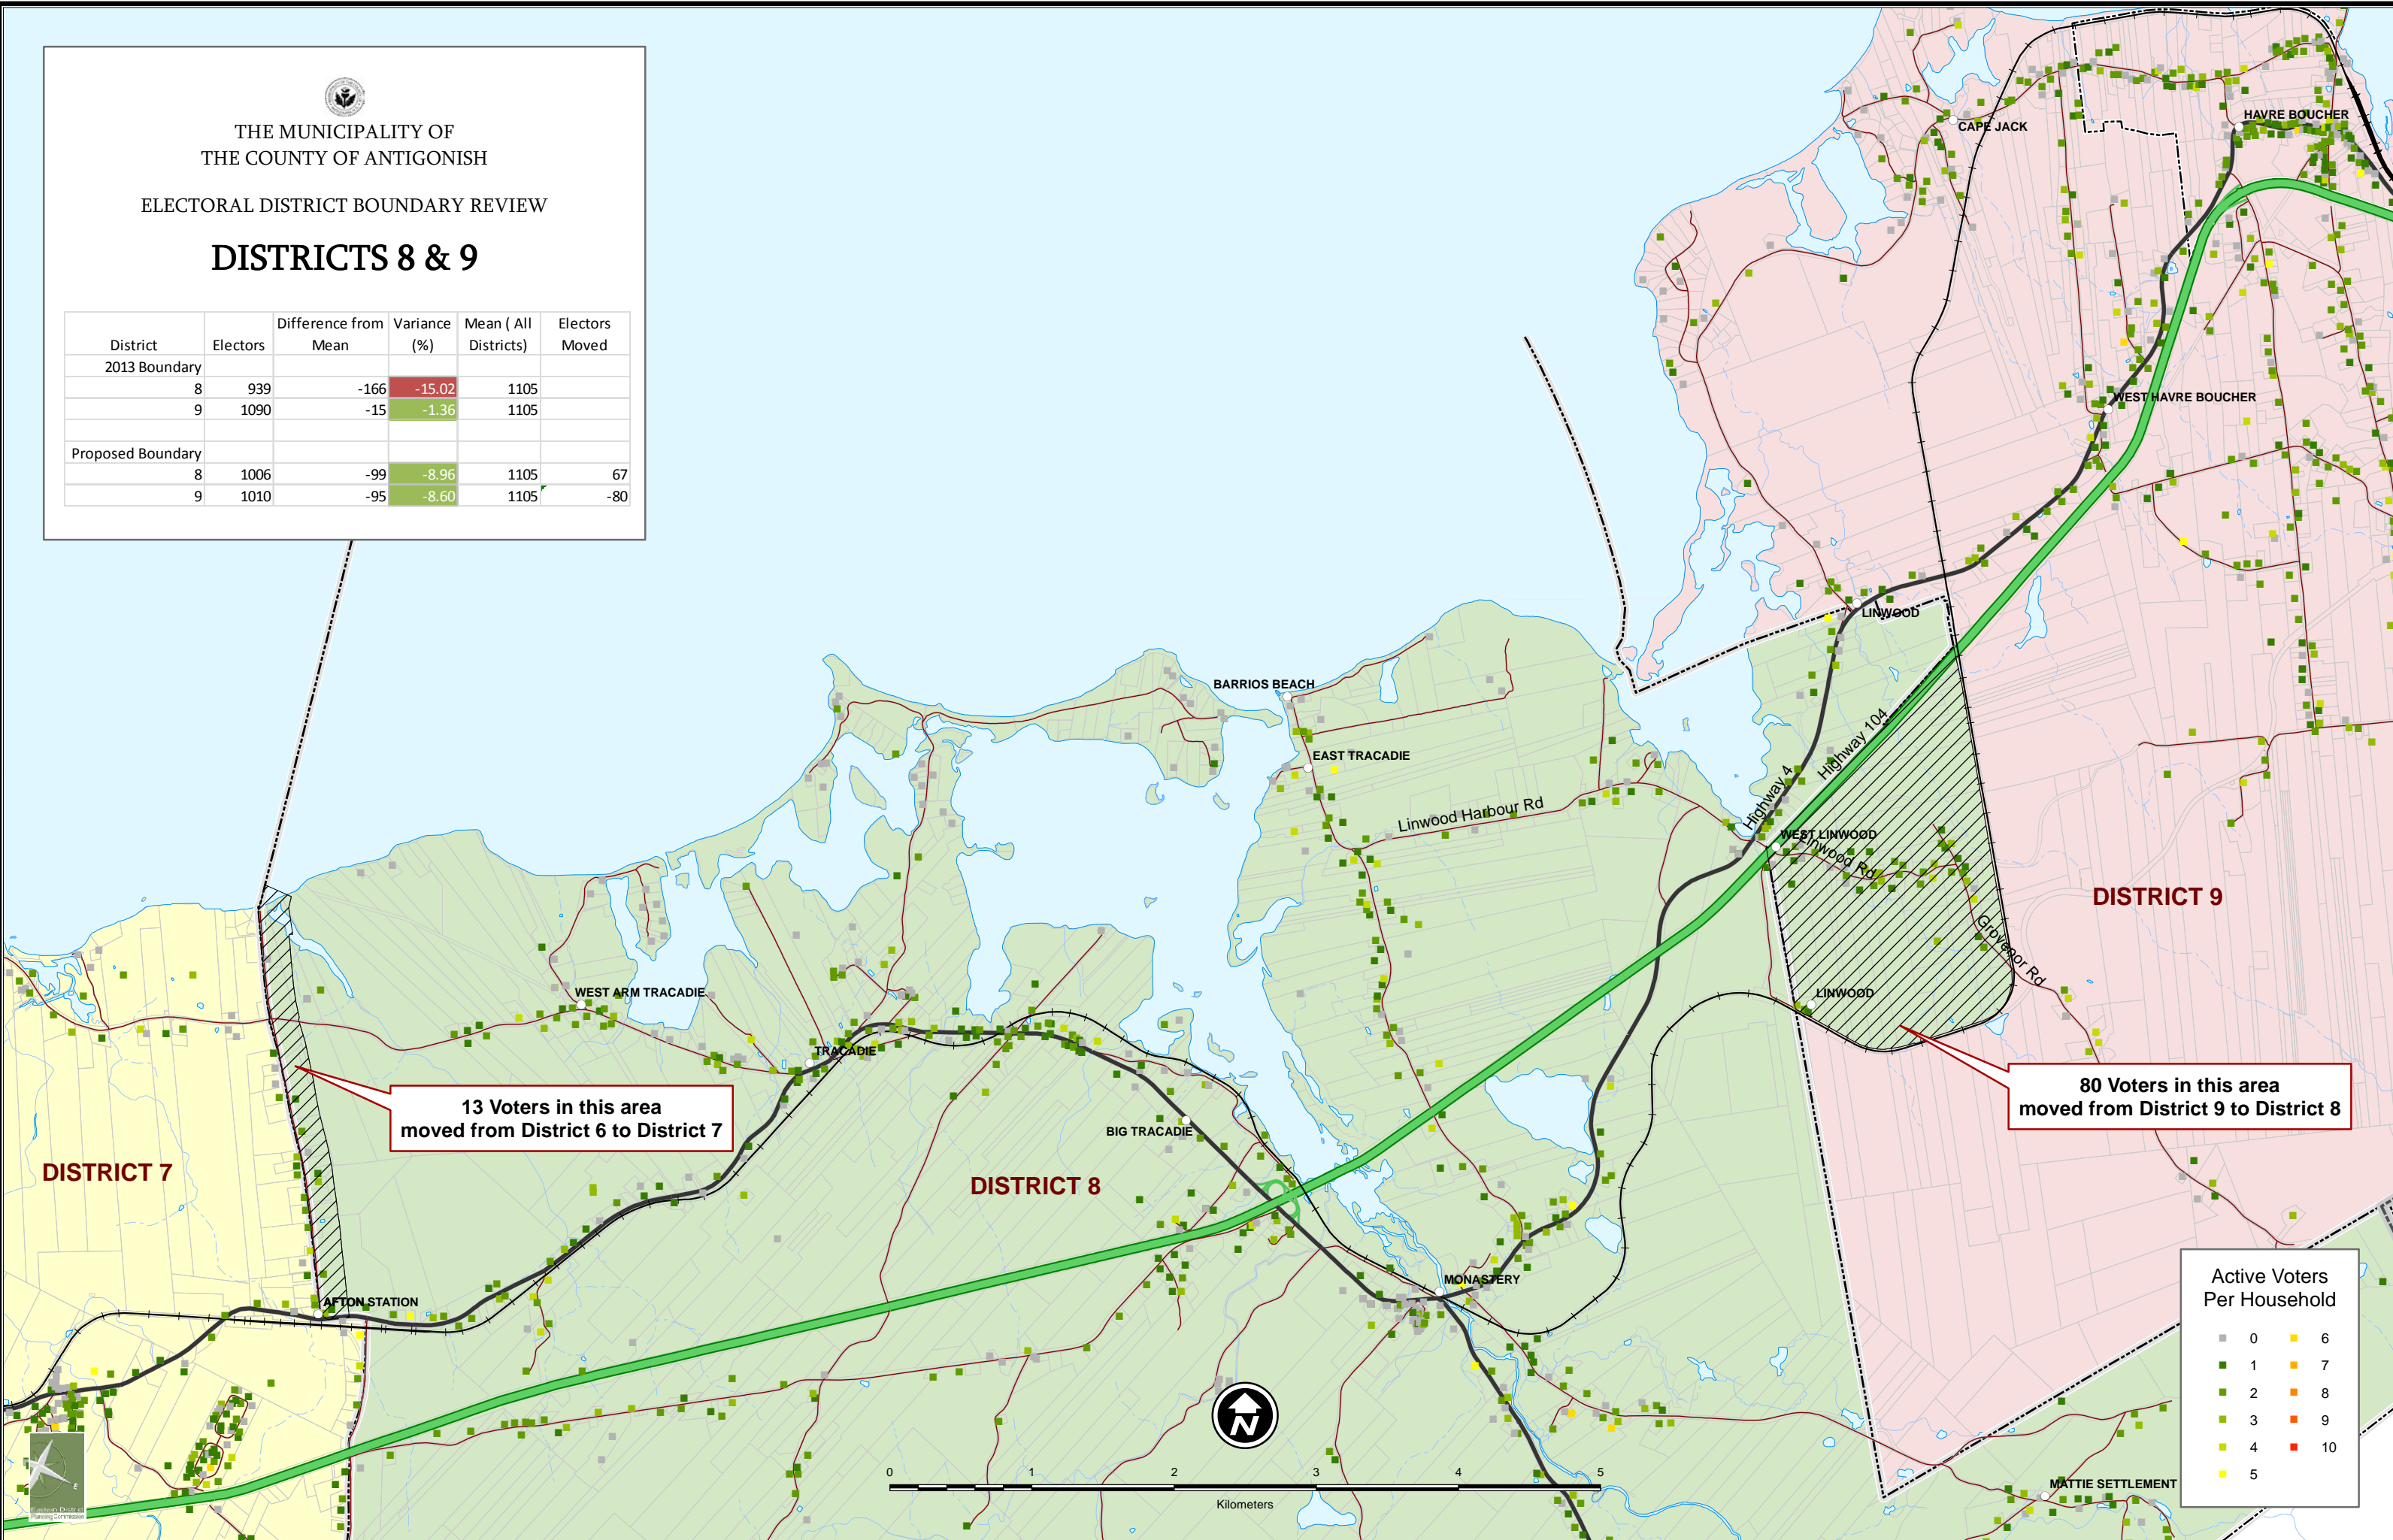 THE MUNICIPALITY OF
THE COUNTY OF ANTIGONISH
ELECTORAL DISTRICT BOUNDARY REVIEW
DISTRICTS 8 & 9
District Electors Difference from Mean Variance (%) Mean ( All Districts) Electors Moved
2013 Boundary
8 939 -166 -15.02 1105
9 1090 -15 -1.36 1105
Proposed Boundary
8 1006 -99 -8.96 1105 67
9 1010 -95 -8.60 1105 -80
CAPE JACK
HAVRE BOUCHER
WEST HAVRE BOUCHER
LINWOOD
BARRIOS BEACH
EAST TRACADIE
Linwood Harbour Rd
Highway 4
Highway 104
WEST LINWOOD
Linwood Rd
Grovenor Rd
DISTRICT 9
LINWOOD
WEST ARM TRACADIE
TRACADIE
13 Voters in this area
moved from District 6 to District 7
80 Voters in this area
moved from District 9 to District 8
BIG TRACADIE
DISTRICT 7
DISTRICT 8
MONASTERY
AFTON STATION
Active Voters
Per Household
0 6
1 7
2 8
3 9
4 10
5
N
0 1 2 3 4 5
Kilometers
MATTIE SETTLEMENT
Eastern District
Planning Commission